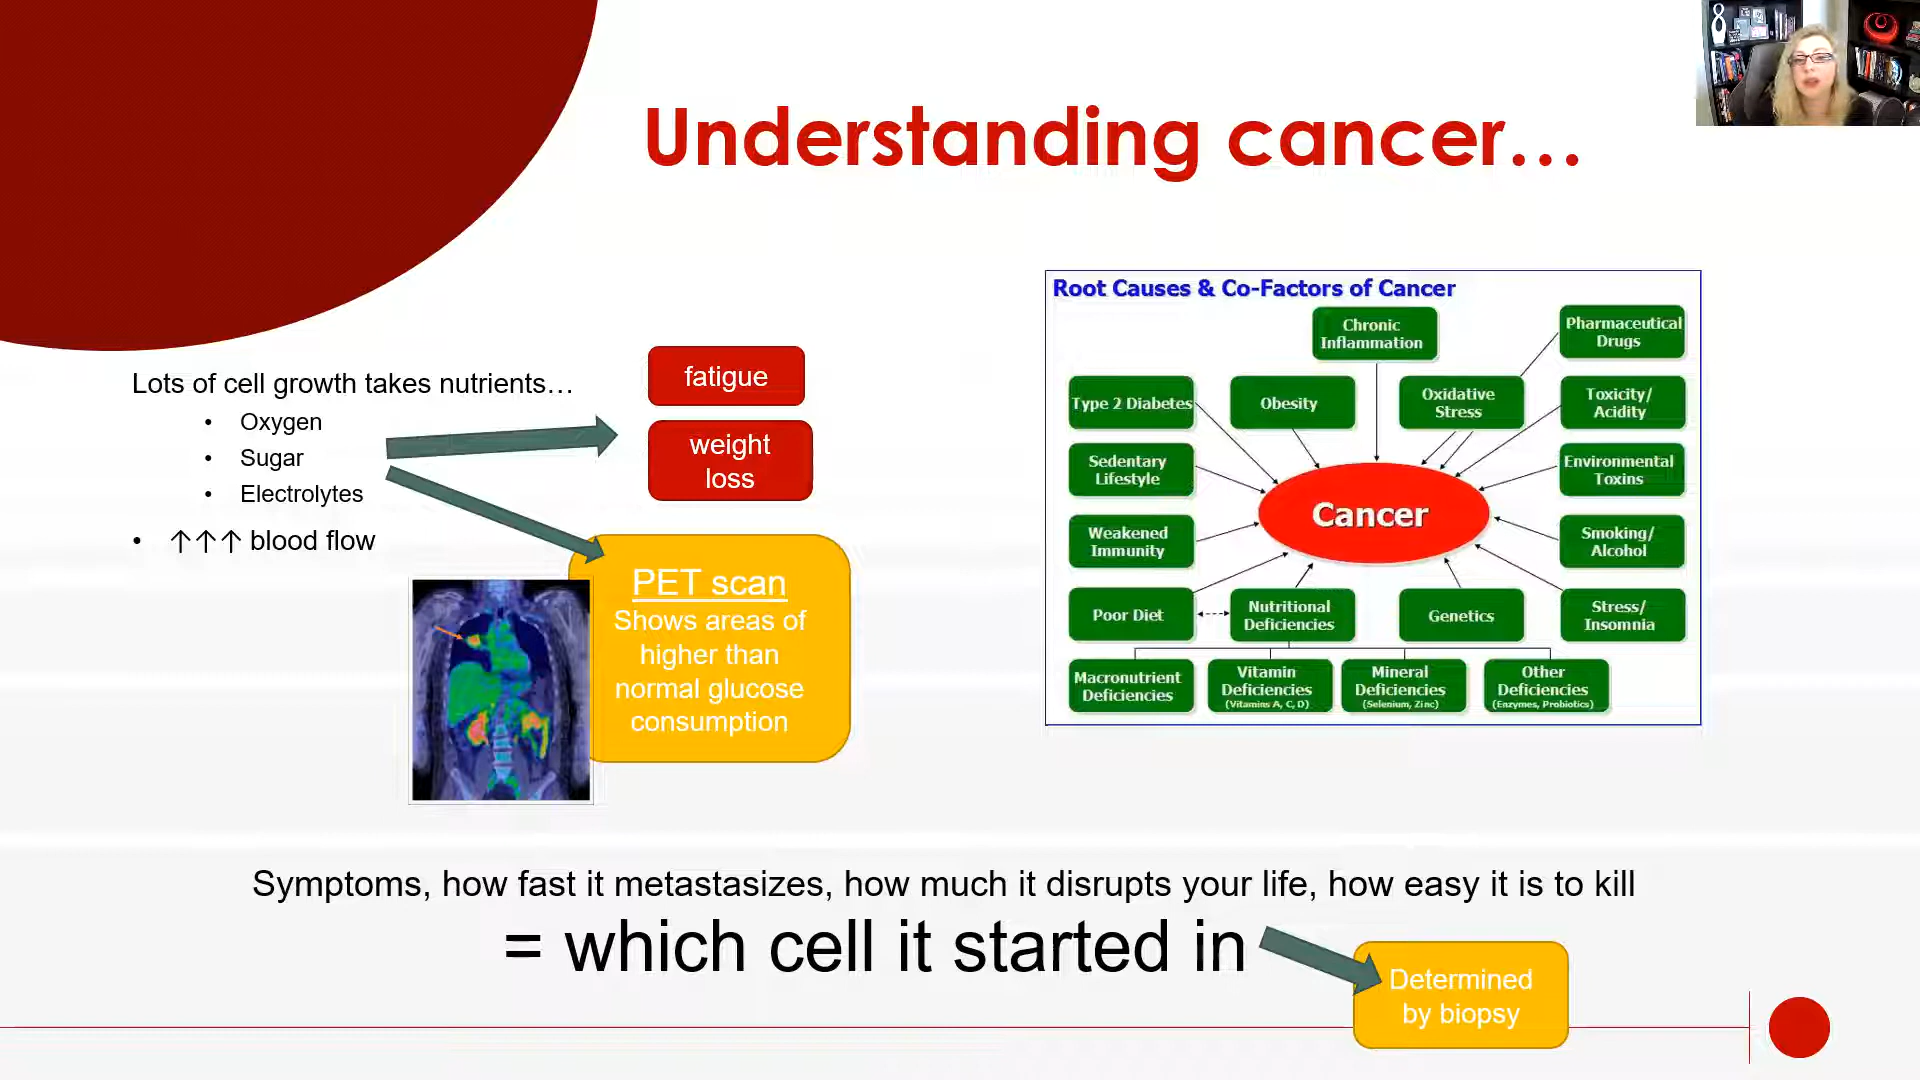 Understanding cancer…
Lots of cell growth takes nutrients…
• Oxygen
• Sugar
• Electrolytes
• ↑↑↑ blood flow
fatigue
weight
loss
PET scan
Shows areas of
higher than
normal glucose
consumption
Root Causes & Co-Factors of Cancer
Chronic
Inflammation
Pharmaceutical
Drugs
Type 2 Diabetes
Obesity
Oxidative
Stress
Toxicity/
Acidity
Sedentary
Lifestyle
Environmental
Toxins
Cancer
Weakened
Immunity
Smoking/
Alcohol
Poor Diet
Nutritional
Deficiencies
Genetics
Stress/
Insomnia
Macronutrient
Deficiencies
Vitamin
Deficiencies
(Vitamins A, C, D)
Mineral
Deficiencies
(Selenium, Zinc)
Other
Deficiencies
(Enzymes, Probiotics)
Symptoms, how fast it metastasizes, how much it disrupts your life, how easy it is to kill
= which cell it started in
Determined
by biopsy